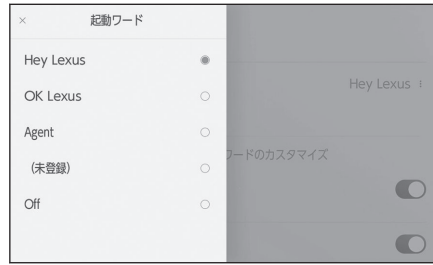 × 起動ワード
Hey Lexus
OK Lexus
Agent
（未登録）
Off
Hey Lexus
ワードのカスタマイズ